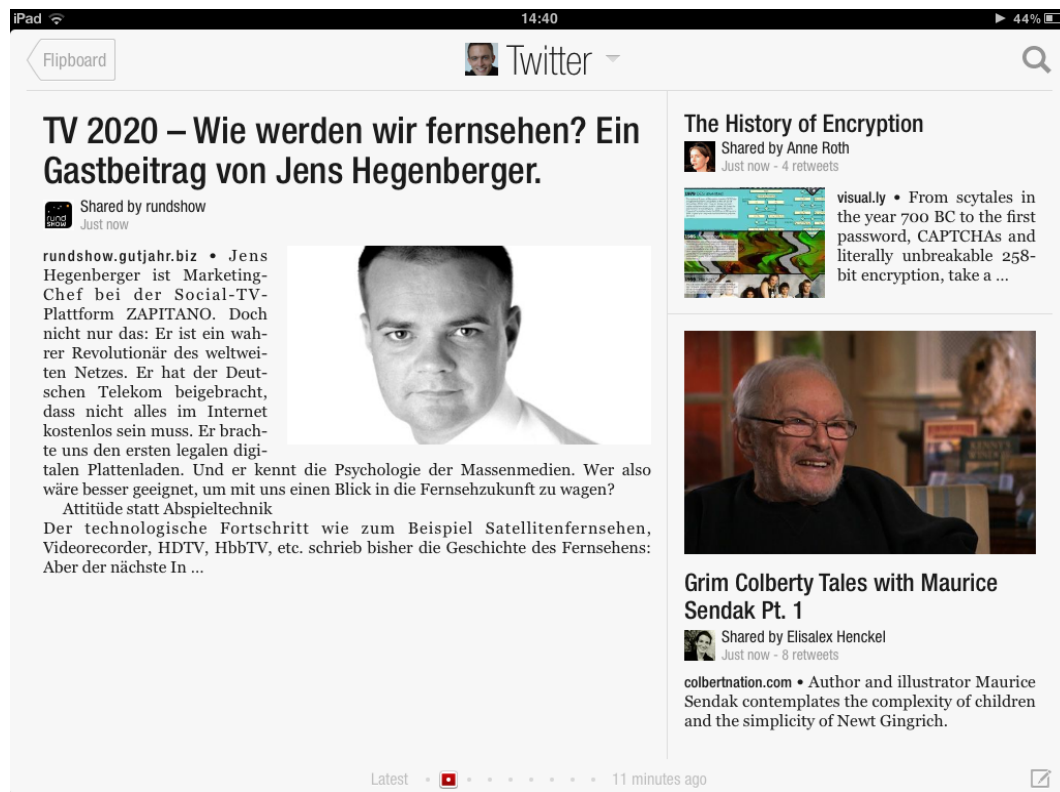 iPad
14:40
44%
Flipboard
Twitter
TV 2020 – Wie werden wir fernsehen? Ein
Gastbeitrag von Jens Hegenberger.
Shared by rundshow
Just now
rund
show
rundshow.gutjahr.biz • Jens
Hegenberger ist Marketing-
Chef bei der Social-TV-
Plattform ZAPITANO. Doch
nicht nur das: Er ist ein wah-
rer Revolutionär des weltwei-
ten Netzes. Er hat der Deut-
schen Telekom beigebracht,
dass nicht alles im Internet
kostenlos sein muss. Er brach-
te uns den ersten legalen digi-
talen Plattenladen. Und er kennt die Psychologie der Massenmedien. Wer also
wäre besser geeignet, um mit uns einen Blick in die Fernsehzukunft zu wagen?
Attitüde statt Abspieltechnik
Der technologische Fortschritt wie zum Beispiel Satellitenfernsehen,
Videorecorder, HDTV, HbbTV, etc. schrieb bisher die Geschichte des Fernsehens:
Aber der nächste In ...
The History of Encryption
Shared by Anne Roth
Just now - 4 retweets
visual.ly • From scytales in
the year 700 BC to the first
password, CAPTCHAs and
literally unbreakable 258-
bit encryption, take a ...
KENNY'S
WINDOW
Grim Colberty Tales with Maurice
Sendak Pt. 1
Shared by Elisalex Henckel
Just now - 8 retweets
colbertnation.com • Author and illustrator Maurice
Sendak contemplates the complexity of children
and the simplicity of Newt Gingrich.
Latest
11 minutes ago